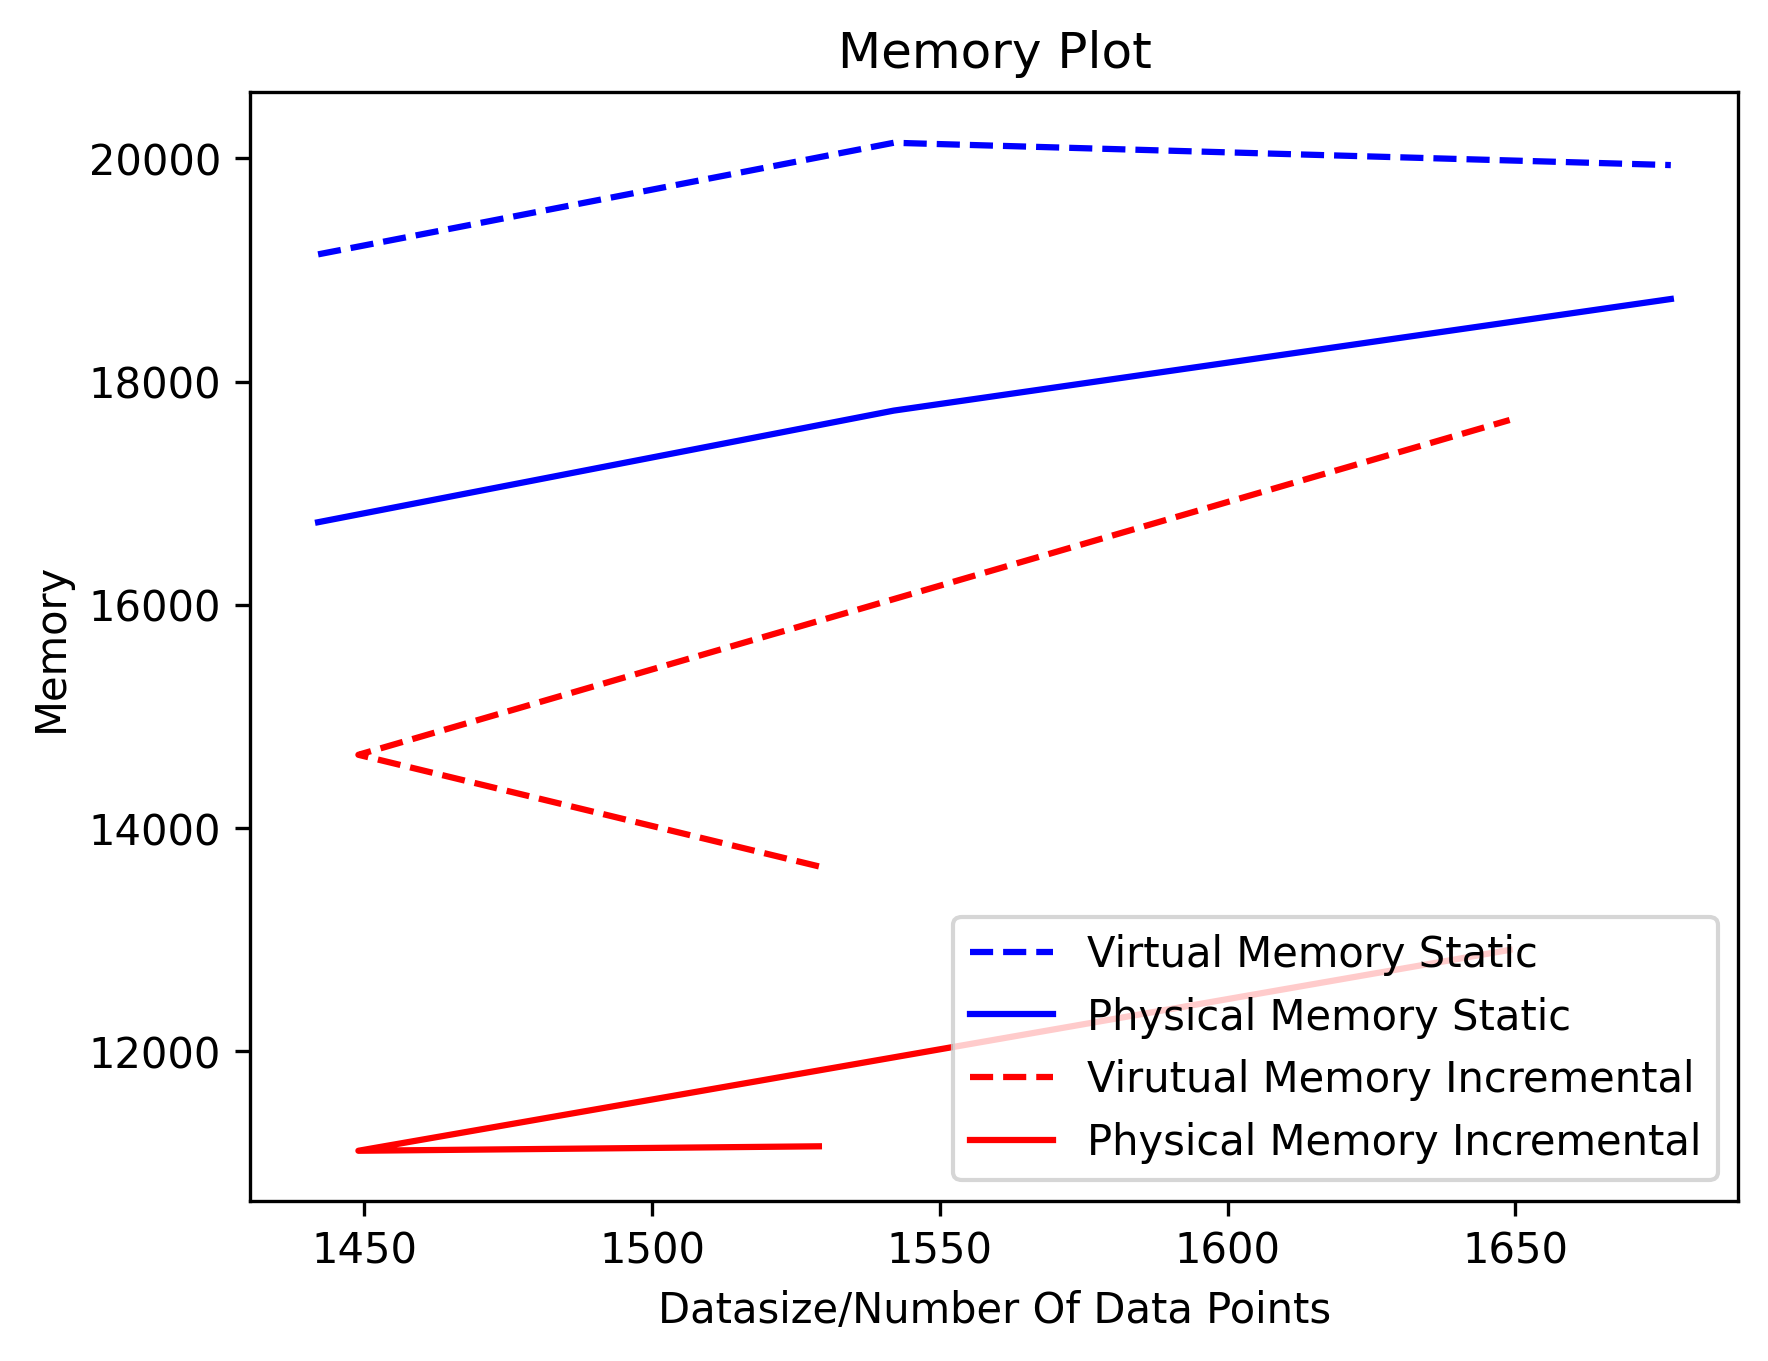 Memory Plot
20000
18000
16000
14000
12000
Memory
Virtual Memory Static
Physical Memory Static
Virutual Memory Incremental
Physical Memory Incremental
1450 1500 1550 1600 1650
Datasize/Number Of Data Points